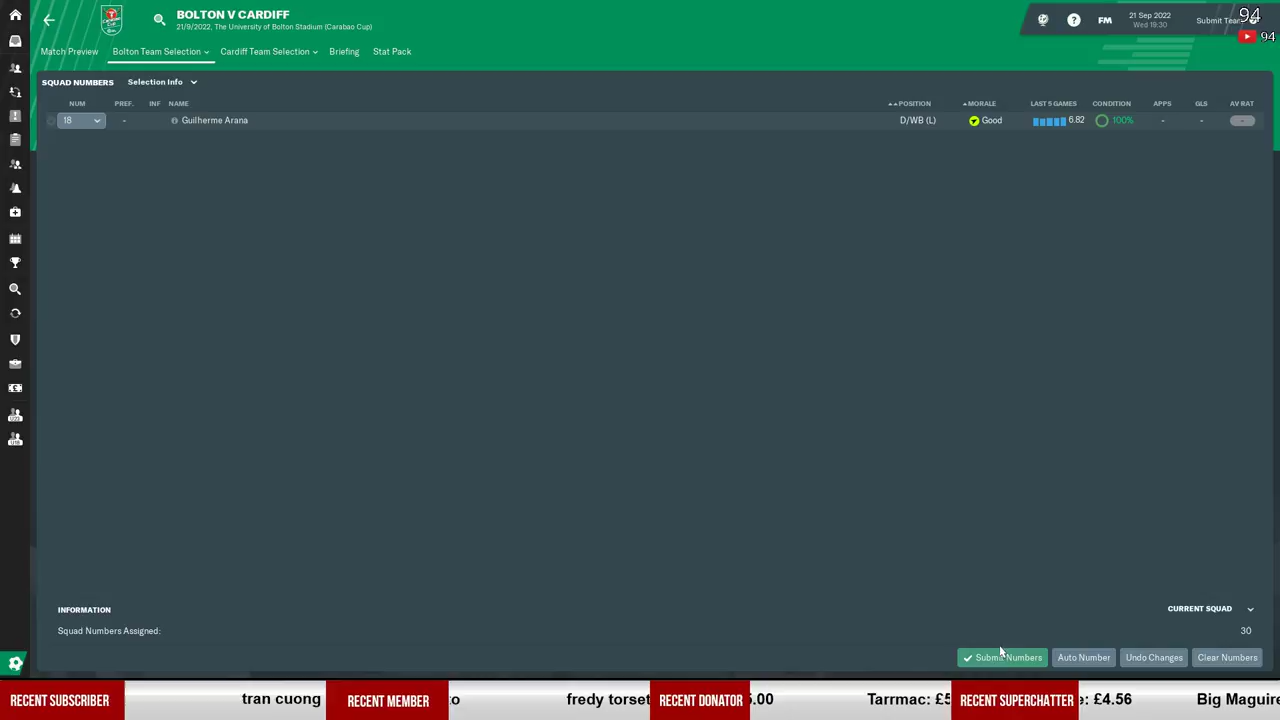 BOLTON V CARDIFF
21/9/2022, The University of Bolton Stadium (Carabao Cup)
FM
21 Sep 2022
Wed 19:30
94
94
Match Preview
Bolton Team Selection
Cardiff Team Selection
Briefing
Stat Pack
SQUAD NUMBERS
Selection Info
NUM PREF. INF NAME POSITION MORALE LAST 5 GAMES CONDITION APPS GLS AV RAT
18 - Guilherme Arana D/WB (L) Good 6.82 100% - - -
INFORMATION
CURRENT SQUAD
Squad Numbers Assigned: 30
Submit Numbers
Auto Number
Undo Changes
Clear Numbers
RECENT SUBSCRIBER
tran cuong
RECENT MEMBER
fredy torset
RECENT DONATOR
5.00
Tarrmac: £5
RECENT SUPERCHATTER
e: £4.56
Big Maguire